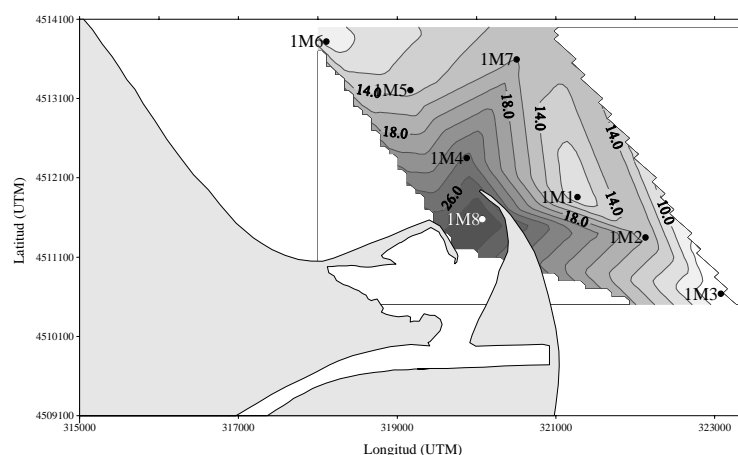 4514100
1M6
1M7
14.0
1M5
4513100
18.0
14.0
14.0
18.0
1M4
4512100
26.0
1M1
14.0
10.0
1M8
18.0
1M2
4511100
1M3
4510100
4509100
315000 317000 319000 321000 323000
Latitud (UTM)
Longitud (UTM)